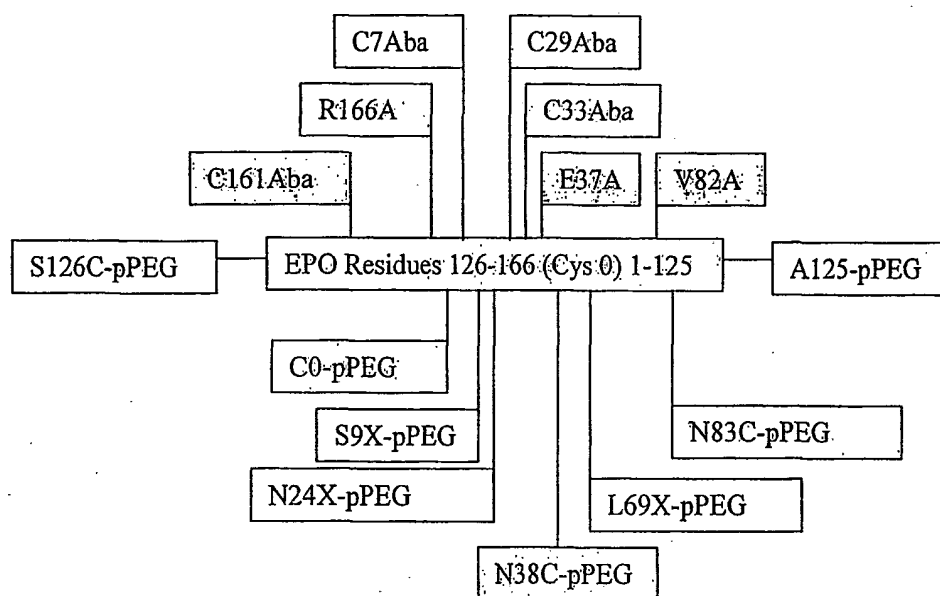 C7Aba
C29Aba
R166A
C33Aba
C161Aba
E37A
V82A
S126C-pPEG
EPO Residues 126-166 (Cys 0) 1-125
A125-pPEG
C0-pPEG
S9X-pPEG
N83C-pPEG
N24X-pPEG
L69X-pPEG
N38C-pPEG